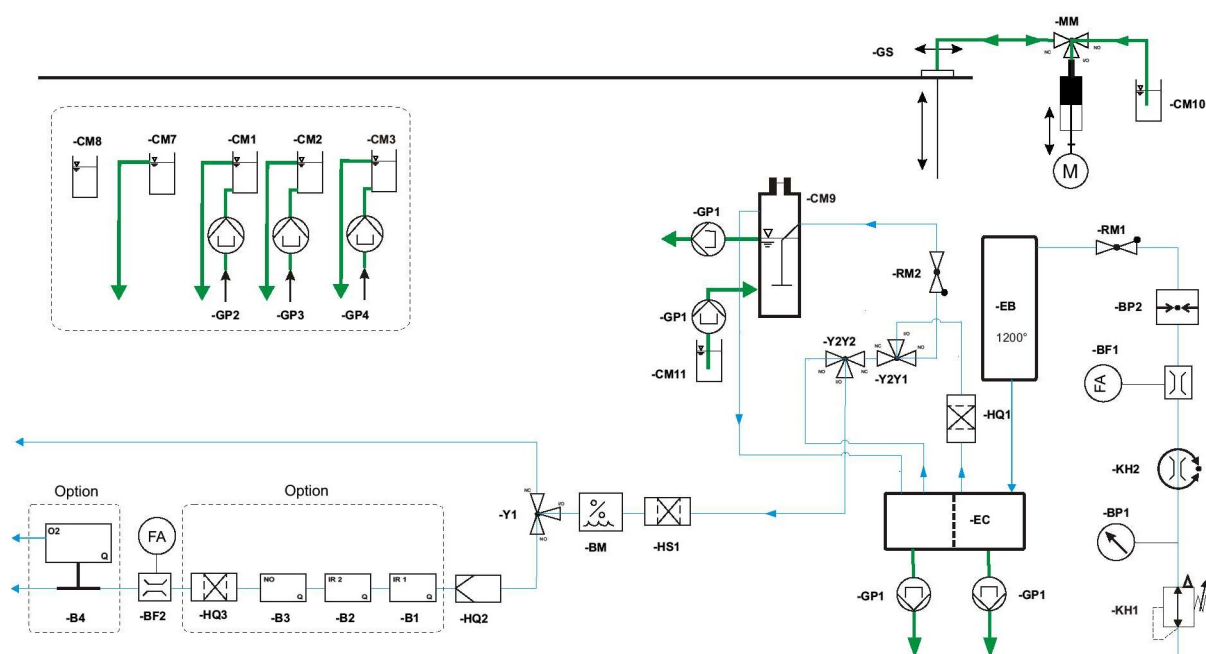 -MM
-GS
NC
NO
I/O
-CM10
M
-CM8
-CM7
-CM1
-CM2
-CM3
-GP2
-GP3
-GP4
-CM9
-GP1
-RM2
-GP1
-CM11
-RM1
-EB
1200°
-BP2
-BF1
FA
-Y2Y2
NO
NC
I/O
-Y2Y1
NC
I/O
NO
-HQ1
-KH2
-BP1
-EC
-KH1
-GP1
-GP1
Option
Option
NC
I/O
NO
-Y1
%
-BM
-HS1
O2
Q
-B4
FA
-BF2
-HQ3
NO
Q
-B3
IR 2
Q
-B2
IR 1
Q
-B1
-HQ2